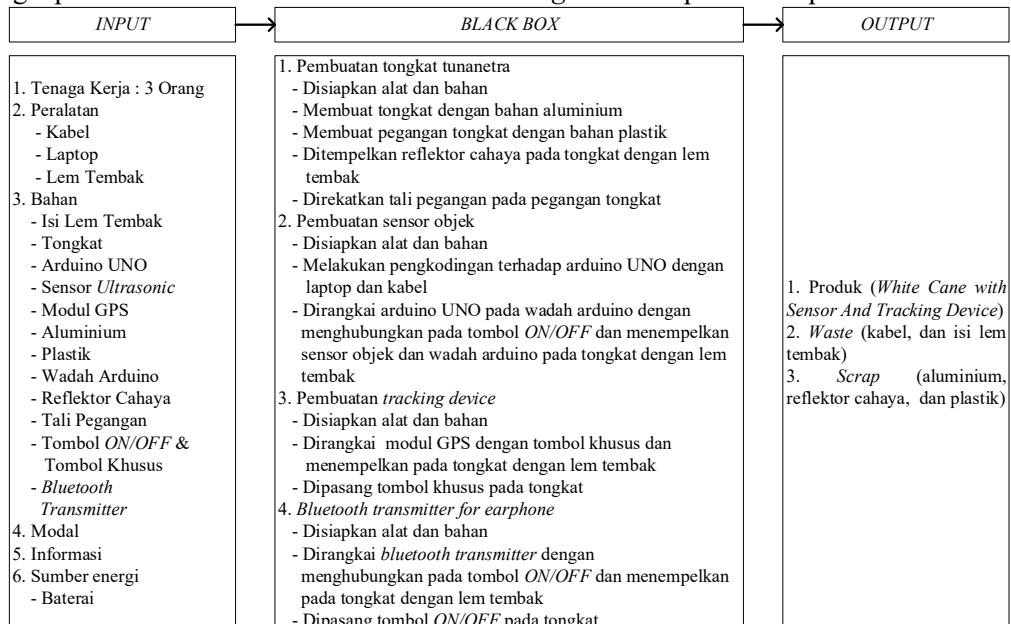 INPUT
BLACK BOX
OUTPUT
1. Tenaga Kerja : 3 Orang
2. Peralatan
- Kabel
- Laptop
- Lem Tembak
3. Bahan
- Isi Lem Tembak
- Tongkat
- Arduino UNO
- Sensor Ultrasonic
- Modul GPS
- Aluminium
- Plastik
- Wadah Arduino
- Reflektor Cahaya
- Tali Pegangan
- Tombol ON/OFF &
Tombol Khusus
- Bluetooth
Transmitter
4. Modal
5. Informasi
6. Sumber energi
- Baterai
1. Pembuatan tongkat tunanetra
- Disiapkan alat dan bahan
- Membuat tongkat dengan bahan aluminium
- Membuat pegangan tongkat dengan bahan plastik
- Ditempelkan reflektor cahaya pada tongkat dengan lem
tembak
- Direkatkan tali pegangan pada pegangan tongkat
2. Pembuatan sensor objek
- Disiapkan alat dan bahan
- Melakukan pengkodingan terhadap arduino UNO dengan
laptop dan kabel
- Dirangkai arduino UNO pada wadah arduino dengan
menghubungkan pada tombol ON/OFF dan menempelkan
sensor objek dan wadah arduino pada tongkat dengan lem
tembak
3. Pembuatan tracking device
- Disiapkan alat dan bahan
- Dirangkai modul GPS dengan tombol khusus dan
menempelkan pada tongkat dengan lem tembak
- Dipasang tombol khusus pada tongkat
4. Bluetooth transmitter for earphone
- Disiapkan alat dan bahan
- Dirangkai bluetooth transmitter dengan
menghubungkan pada tombol ON/OFF dan menempelkan
pada tongkat dengan lem tembak
- Dipasang tombol ON/OFF pada tongkat
1. Produk (White Cane with
Sensor And Tracking Device)
2. Waste (kabel, dan isi lem
tembak)
3. Scrap (aluminium,
reflektor cahaya, dan plastik)